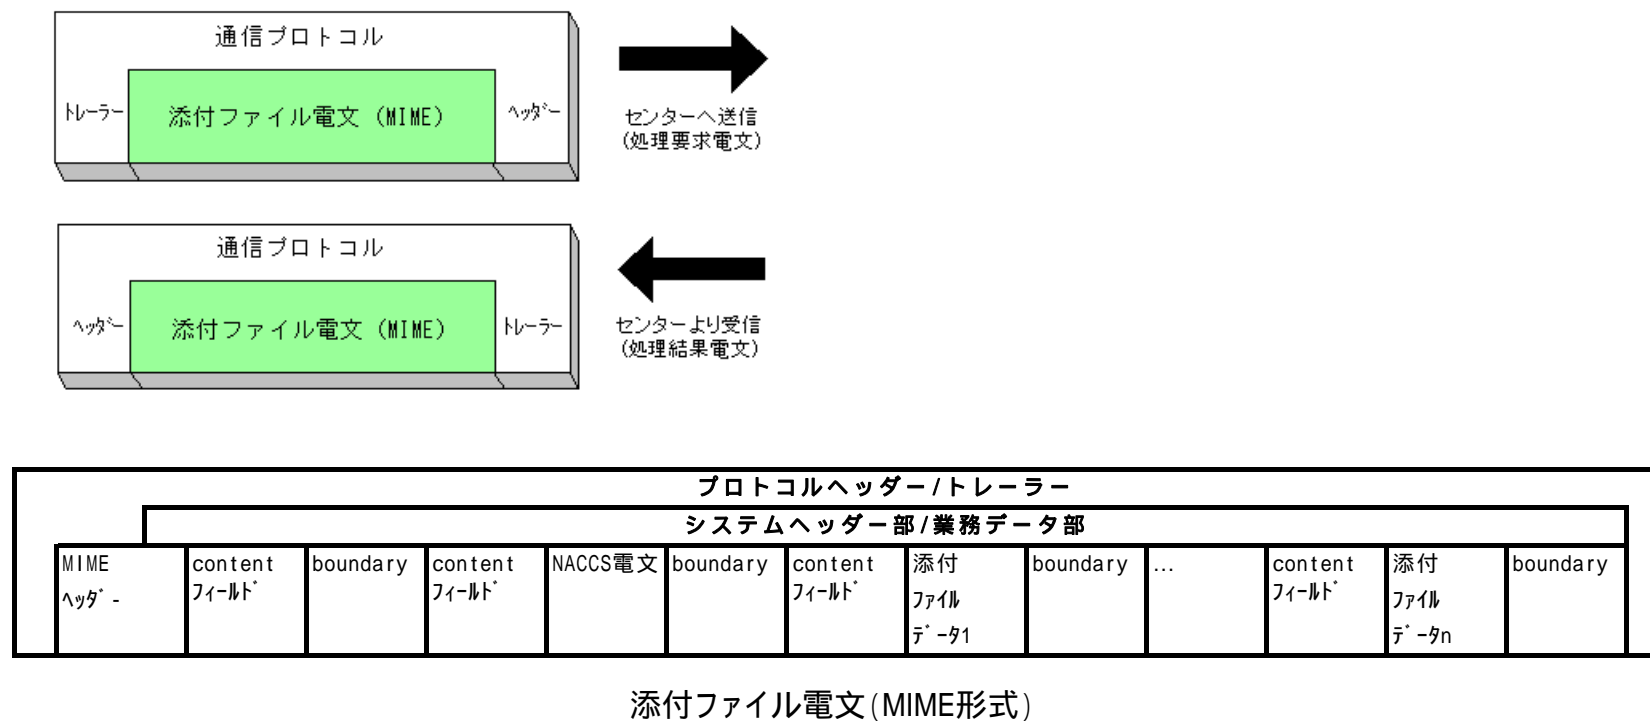 通信プロトコル
ﾄﾚｰﾗｰ 添付ファイル電文 (MIME) ﾍｯﾀﾞｰ
センターへ送信
(処理要求電文)
通信プロトコル
ﾍｯﾀﾞｰ 添付ファイル電文 (MIME) ﾄﾚｰﾗｰ
センターより受信
(処理結果電文)
プロトコルヘッダー/トレーラー
システムヘッダー部/業務データ部
MIME
ﾍｯﾀﾞ-
content
ﾌｨｰﾙﾄﾞ
boundary
content
ﾌｨｰﾙﾄﾞ
NACCS電文
boundary
content
ﾌｨｰﾙﾄﾞ
添付
ﾌｧｲﾙ
ﾃﾞｰﾀ1
boundary
…
content
ﾌｨｰﾙﾄﾞ
添付
ﾌｧｲﾙ
ﾃﾞｰﾀn
boundary
添付ファイル電文(MIME形式)